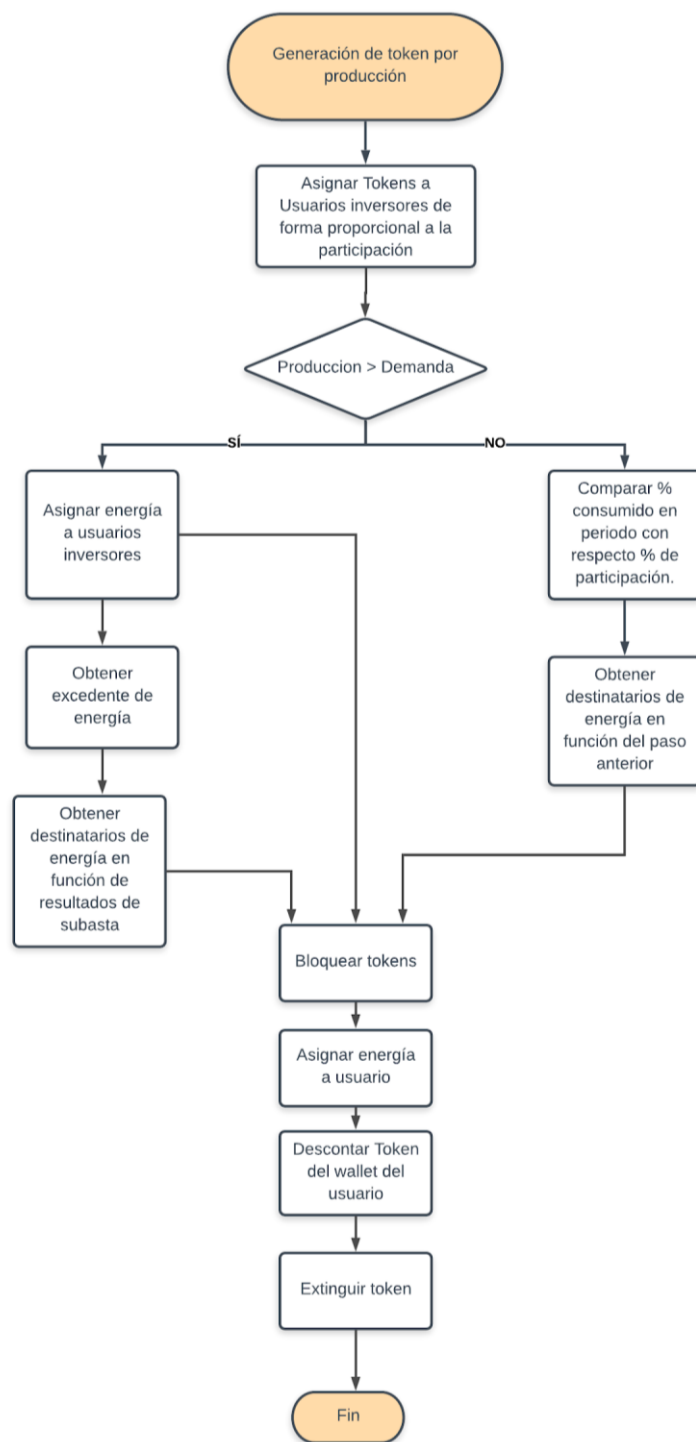 Generación de token por
producción
Asignar Tokens a
Usuarios inversores de
forma proporcional a la
participación
Produccion > Demanda
SÍ
NO
Asignar energía
a usuarios
inversores
Comparar %
consumido en
periodo con
respecto % de
participación.
Obtener
excedente de
energía
Obtener
destinatarios de
energía en
función del paso
anterior
Obtener
destinatarios de
energía en
función de
resultados de
subasta
Bloquear tokens
Asignar energía
a usuario
Descontar Token
del wallet del
usuario
Extinguir token
Fin